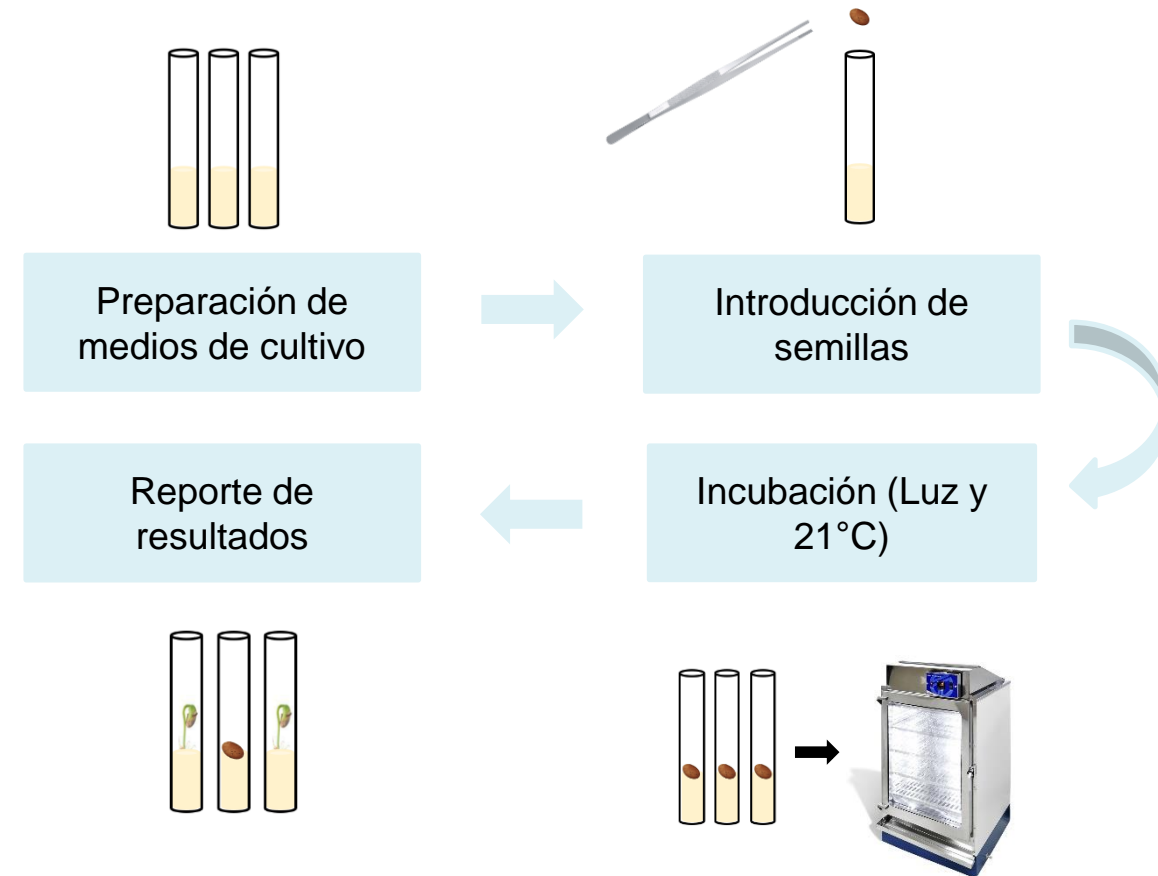 Preparación de
medios de cultivo
Introducción de
semillas
Incubación (Luz y
21°C)
Reporte de
resultados